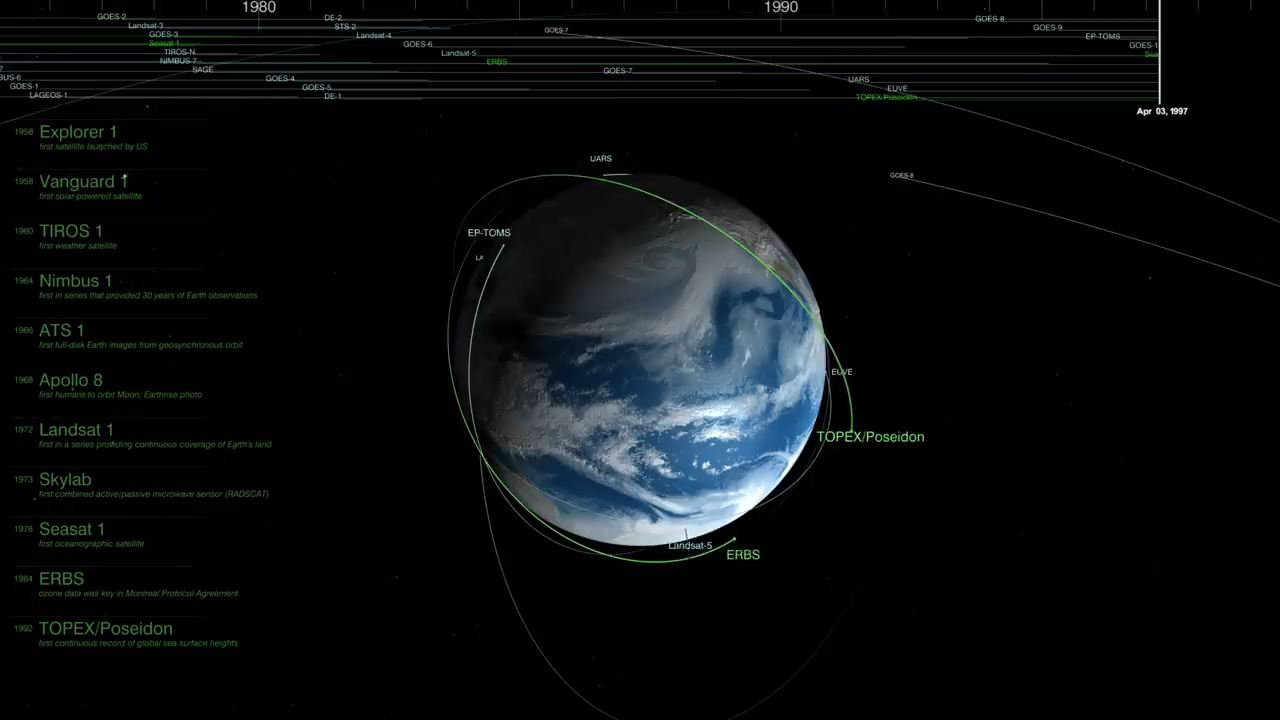 1980
1990
GOES-2
DE-2
GOES 8
Landsat-3
STS-2
GOES-9
GOES-3
Landsat-4
GOES-7
EP-TOMS
Seasat 1
GOES-6
GOES-1
TIROS-N
Landsat-5
Sea
NIMBUS-7
ERBS
SAGE
GOES-7
BUS-6
GOES-4
UARS
GOES-1
GOES-5
EUVE
LAGEOS-1
DE-1
TOPEX/Poseidon
Apr 03, 1997
1958 Explorer 1
first satellite launched by US
UARS
GOES-8
1958 Vanguard 1
first solar-powered satellite
1960 TIROS 1
first weather satellite
EP-TOMS
LA
1964 Nimbus 1
first in series that provided 30 years of Earth observations
1966 ATS 1
first full-disk Earth images from geosynchronous orbit
EUVE
1968 Apollo 8
first humans to orbit Moon; Earthrise photo
1972 Landsat 1
first in a series providing continuous coverage of Earth's land
TOPEX/Poseidon
1973 Skylab
first combined active/passive microwave sensor (RADSCAT)
1978 Seasat 1
first oceanographic satellite
Landsat-5
ERBS
1984 ERBS
ozone data was key in Montreal Protocol Agreement
1992 TOPEX/Poseidon
first continuous record of global sea surface heights